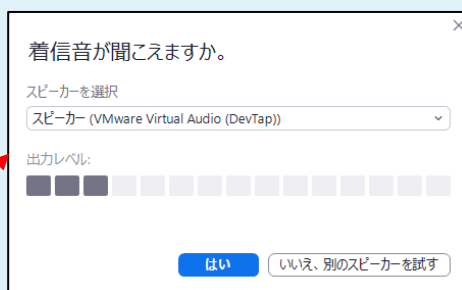 着信音が聞こえますか。
スピーカーを選択
スピーカー (VMware Virtual Audio (DevTap))
出力レベル:
はい
いいえ、別のスピーカーを試す